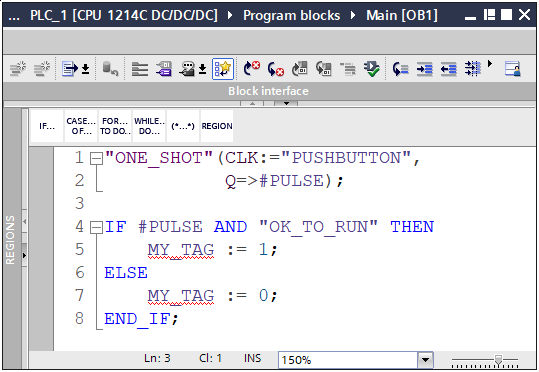 ... PLC_1 [CPU 1214C DC/DC/DC] Program blocks Main [OB1]
Block interface
IF... CASE... OF... FOR... TO DO.. WHILE.. DO... (*...*) REGION
REGIONS
1 "ONE_SHOT"(CLK:="PUSHBUTTON",
2 Q=>#PULSE);
3
4 IF #PULSE AND "OK_TO_RUN" THEN
5 MY_TAG := 1;
6 ELSE
7 MY_TAG := 0;
8 END_IF;
Ln: 3 Cl: 1 INS 150%